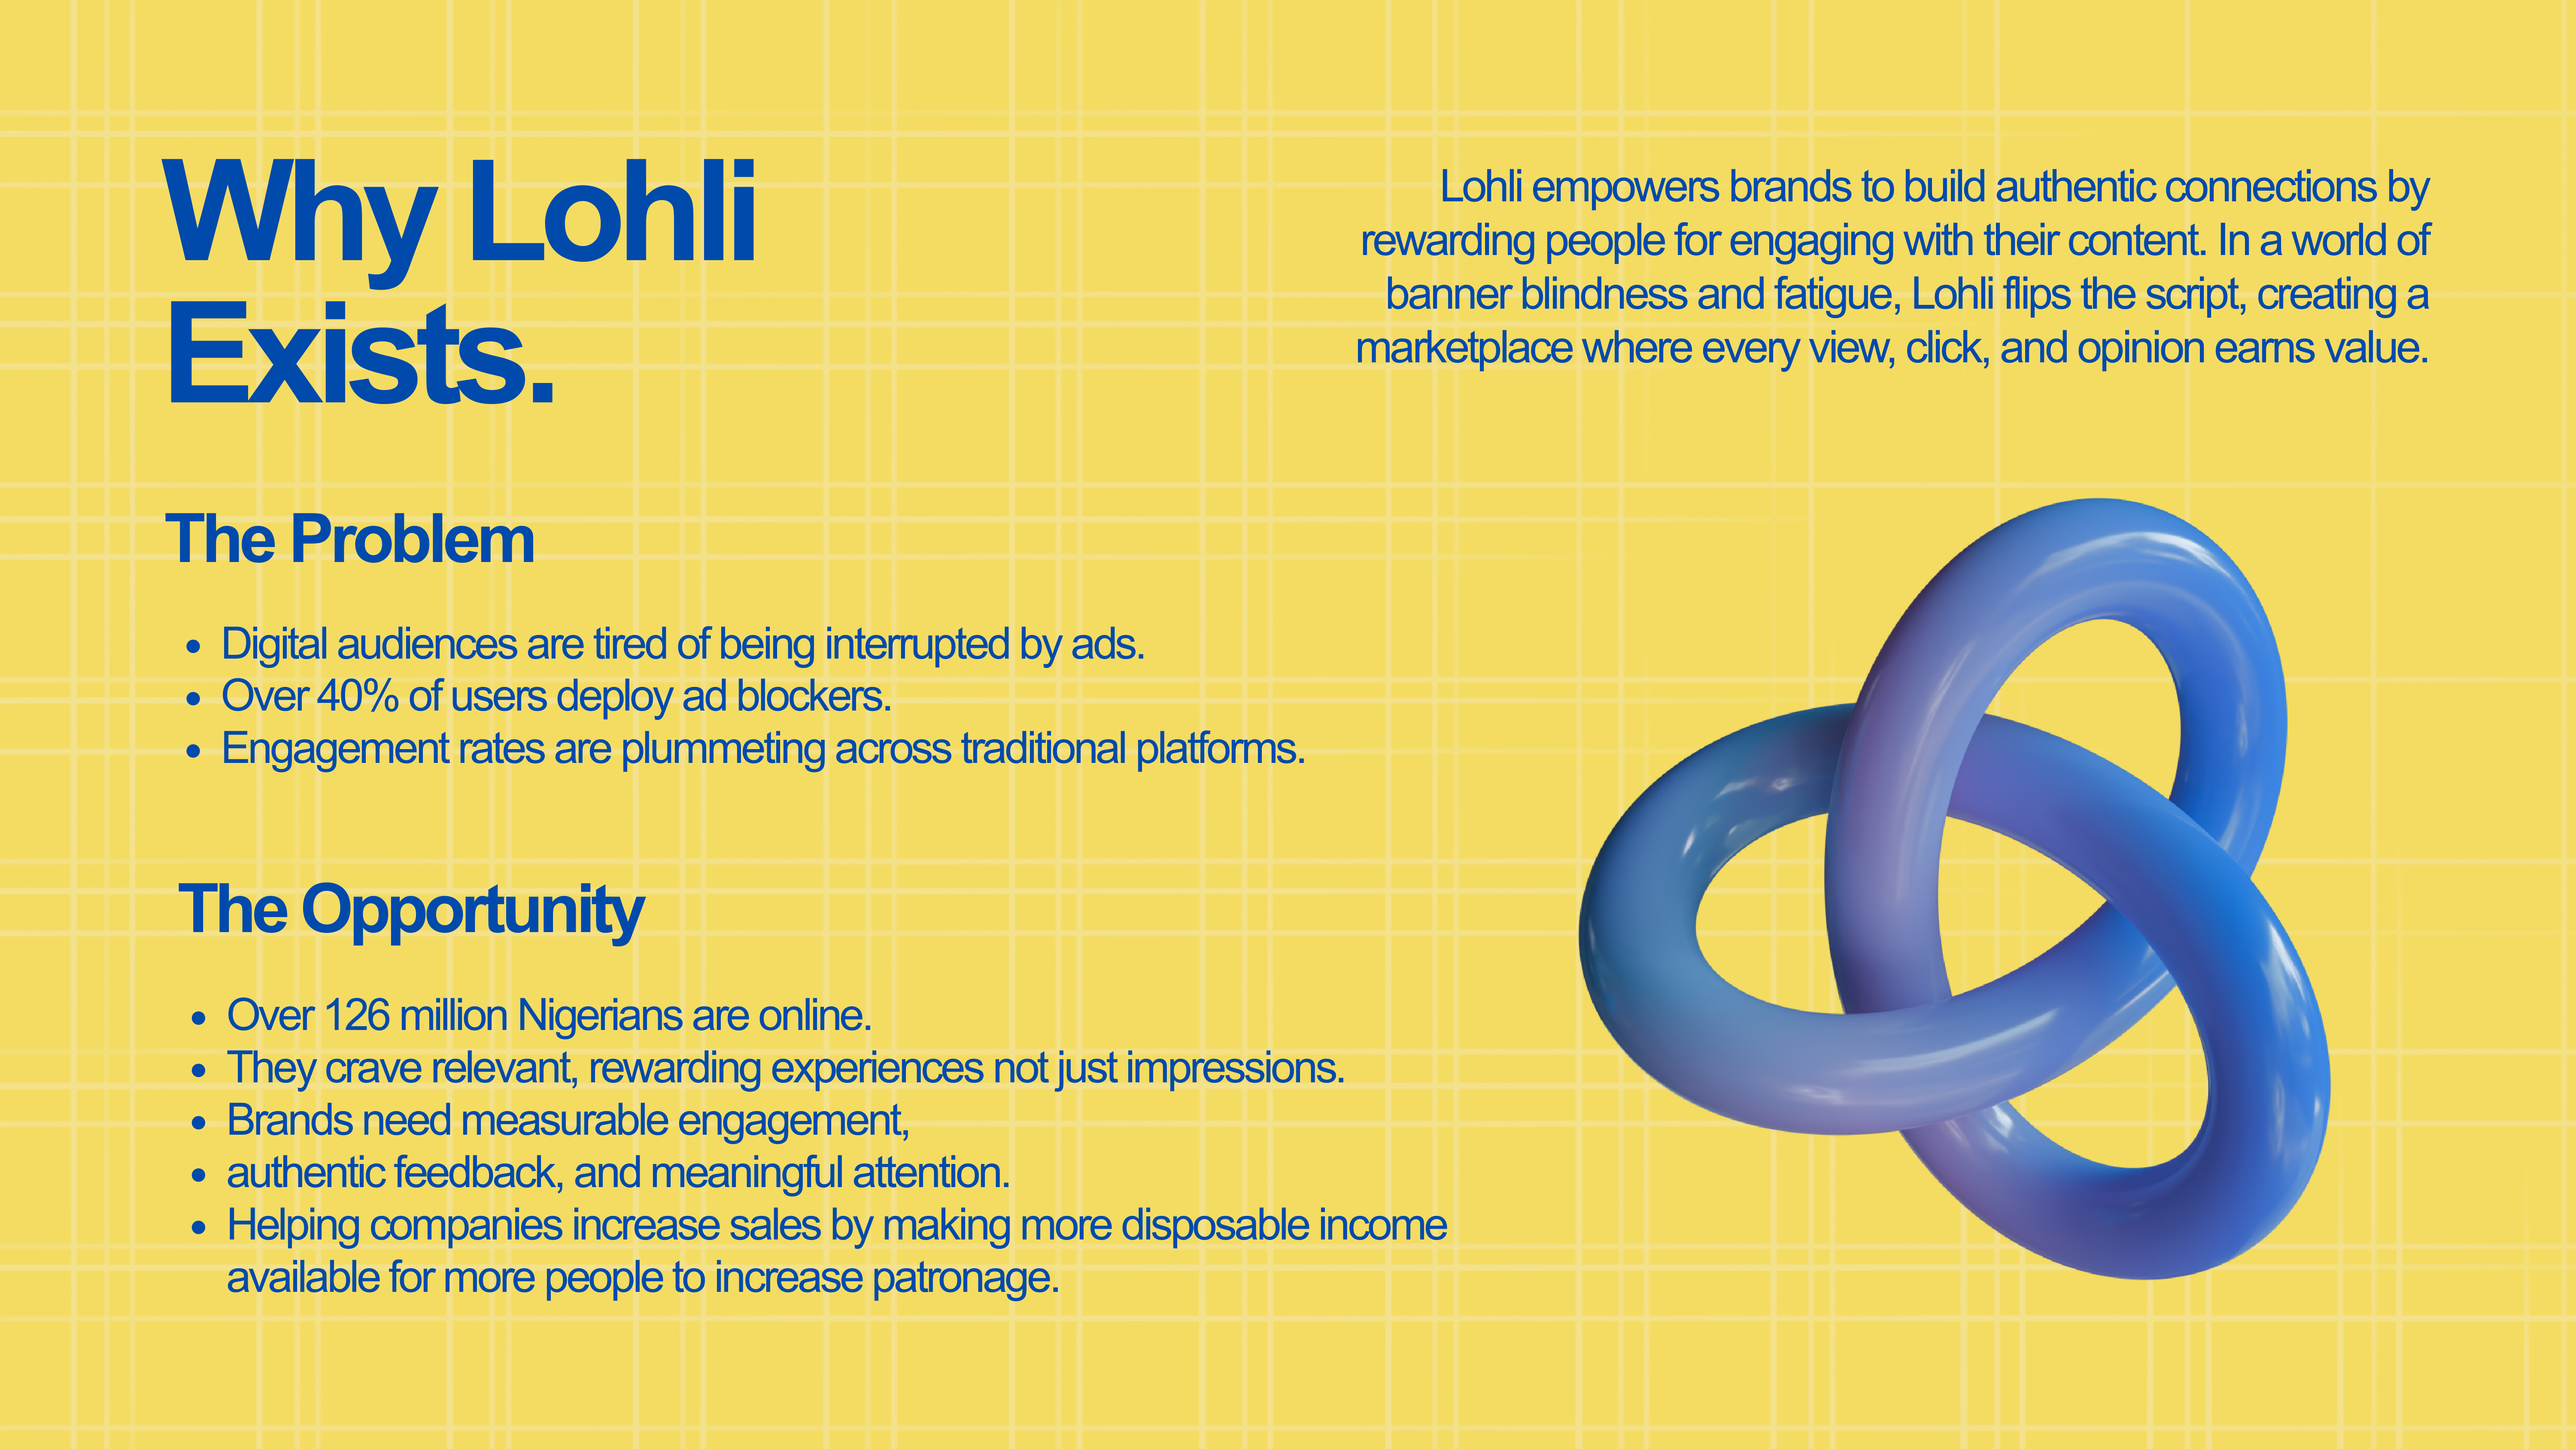 Why Lohli
Exists.
Lohli empowers brands to build authentic connections by
rewarding people for engaging with their content. In a world of
banner blindness and fatigue, Lohli flips the script, creating a
marketplace where every view, click, and opinion earns value.
The Problem
• Digital audiences are tired of being interrupted by ads.
• Over 40% of users deploy ad blockers.
• Engagement rates are plummeting across traditional platforms.
The Opportunity
• Over 126 million Nigerians are online.
• They crave relevant, rewarding experiences not just impressions.
• Brands need measurable engagement,
• authentic feedback, and meaningful attention.
• Helping companies increase sales by making more disposable income
available for more people to increase patronage.